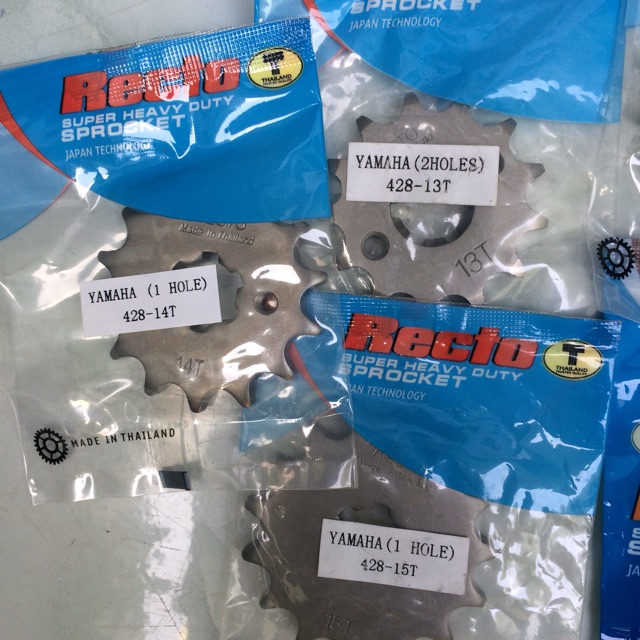 Recto
SUPER HEAVY DUTY
SPROCKET
JAPAN TECHNOLOGY
THAILAND
Made in Thailand
YAMAHA (1 HOLE)
428-14T
14T
MADE IN THAILAND
SPROCKET
JAPAN TECHNOLOGY
YAMAHA(2HOLES)
428-13T
13T
Recto
SUPER HEAVY DUTY
SPROCKET
JAPAN TECHNOLOGY
T
THAILAND
YAMAHA(1 HOLE)
428-15T
15T